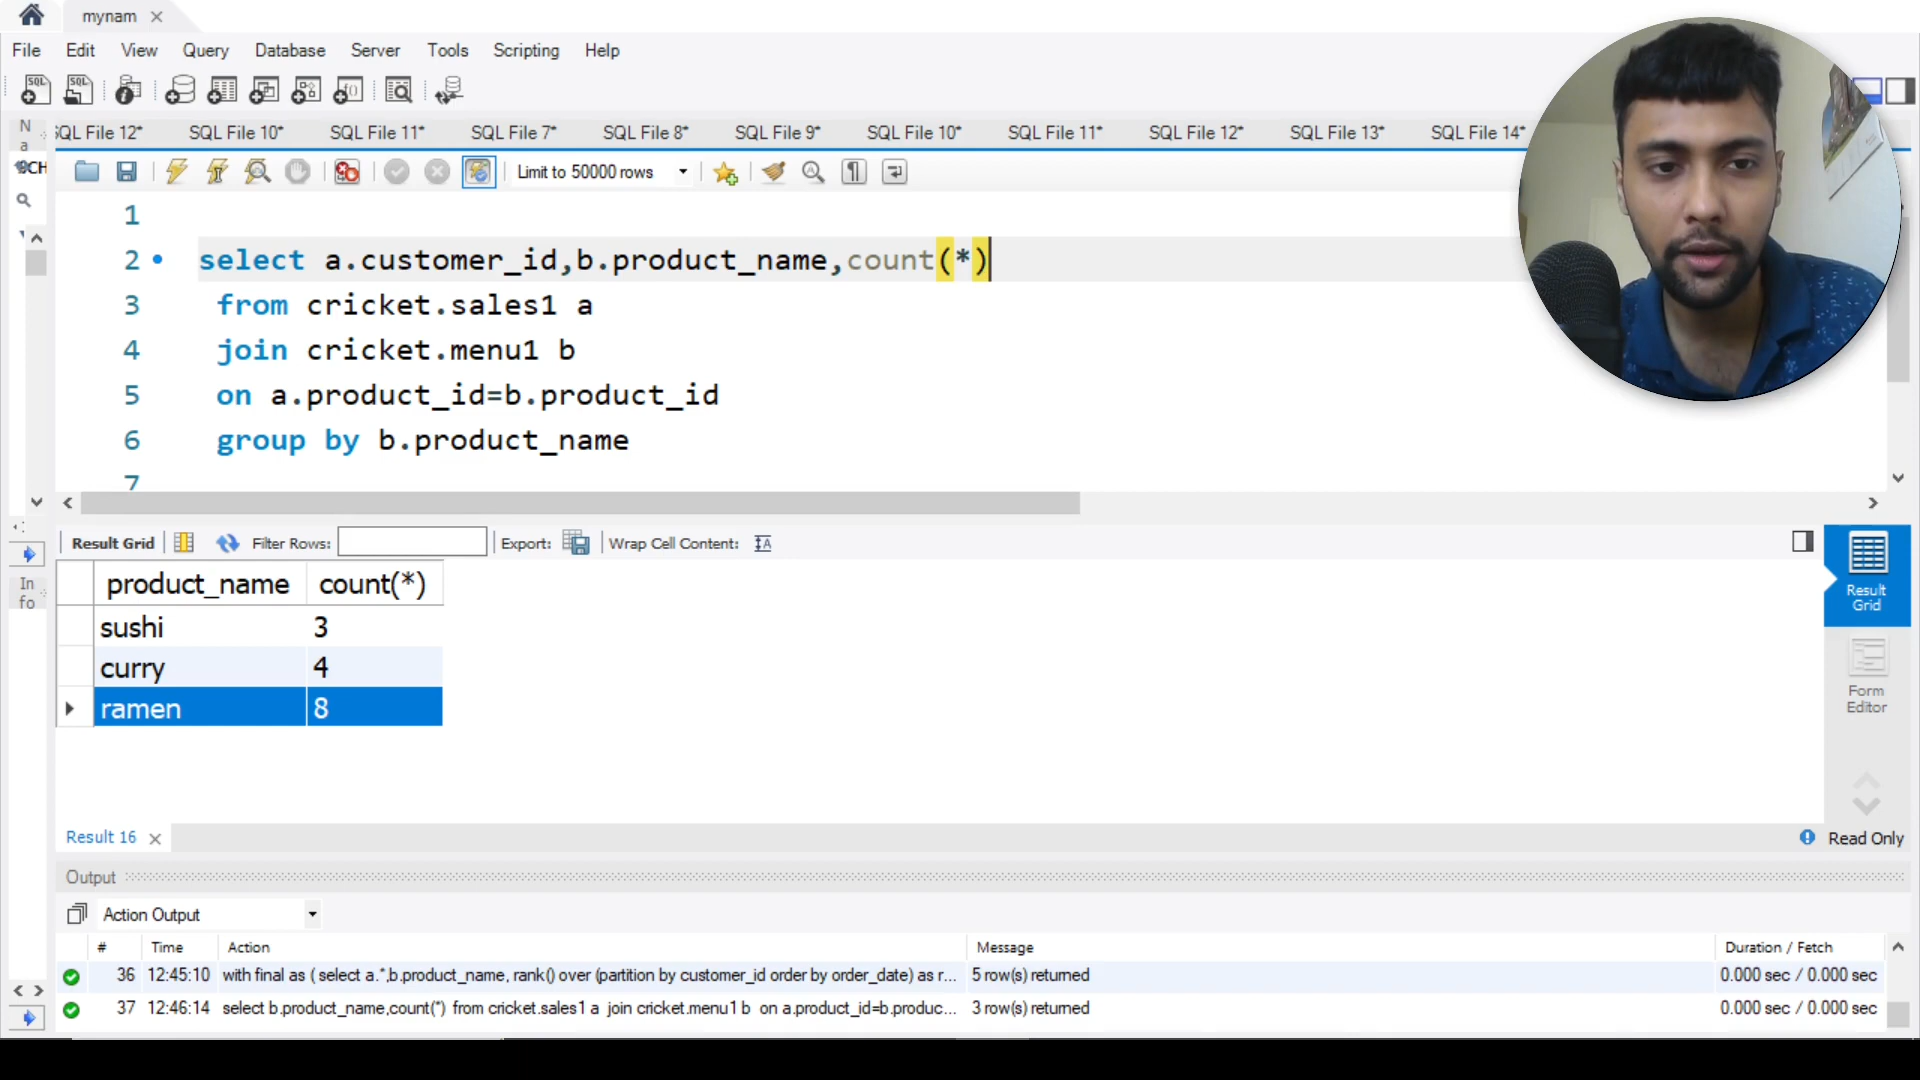 mynam
File Edit View Query Database Server Tools Scripting Help
SQL File 12* SQL File 10* SQL File 11* SQL File 7* SQL File 8* SQL File 9* SQL File 10* SQL File 11* SQL File 12* SQL File 13* SQL File 14*
Limit to 50000 rows
1
2 select a.customer_id,b.product_name,count(*)
3 from cricket.sales1 a
4 join cricket.menu1 b
5 on a.product_id=b.product_id
6 group by b.product_name
7
Result Grid Filter Rows: Export: Wrap Cell Content:
product_name count(*)
sushi 3
curry 4
ramen 8
Result Grid
Form Editor
Result 16
Read Only
Output
Action Output
# Time Action Message Duration / Fetch
36 12:45:10 with final as ( select a.*,b.product_name, rank() over (partition by customer_id order by order_date) as r... 5 row(s) returned 0.000 sec / 0.000 sec
37 12:46:14 select b.product_name,count(*) from cricket.sales1 a join cricket.menu1 b on a.product_id=b.produc... 3 row(s) returned 0.000 sec / 0.000 sec